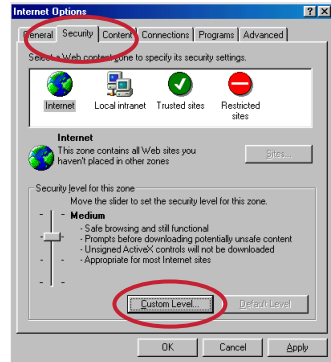 Internet Options
General Security Content Connections Programs Advanced
Select a Web content zone to specify its security settings.
Internet Local intranet Trusted sites Restricted
sites
Internet
This zone contains all Web sites you
haven't placed in other zones
Sites...
Security level for this zone
Move the slider to set the security level for this zone.
Medium
- Safe browsing and still functional
- Prompts before downloading potentially unsafe content
- Unsigned ActiveX controls will not be downloaded
- Appropriate for most Internet sites
Custom Level... Default Level
OK Cancel Apply